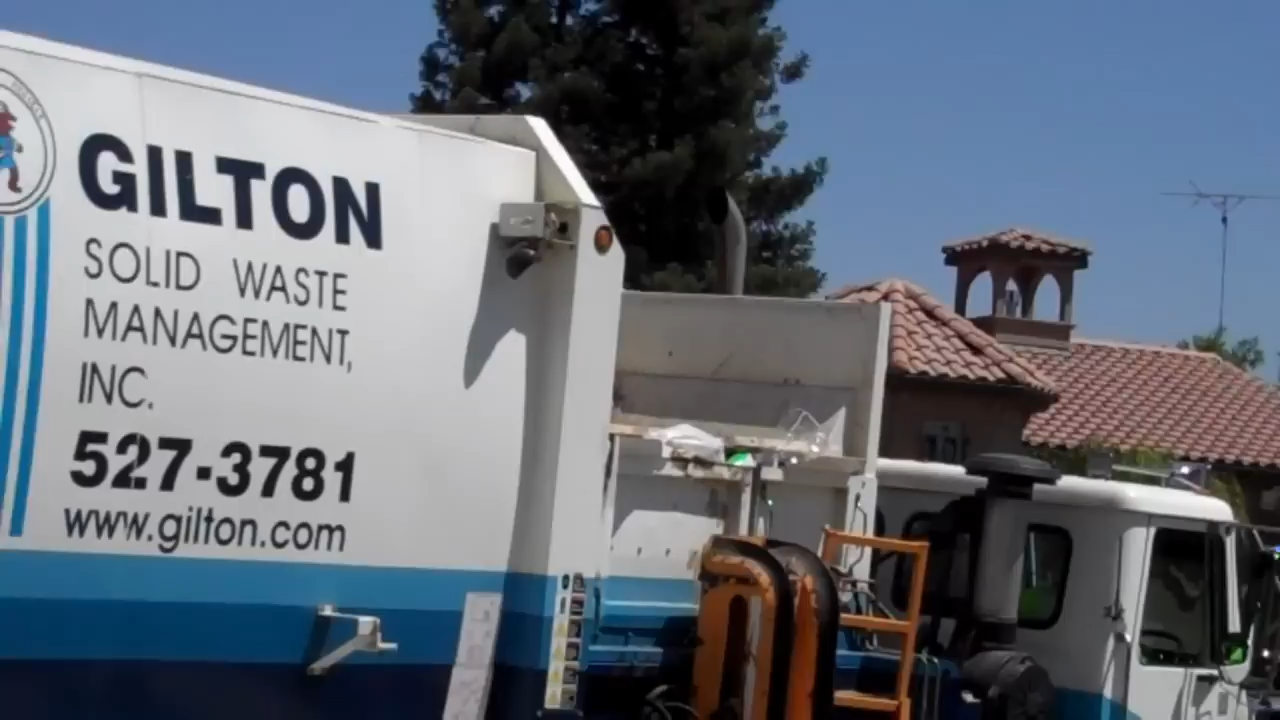 GILTON
SOLID WASTE
MANAGEMENT,
INC.
527-3781
www.gilton.com